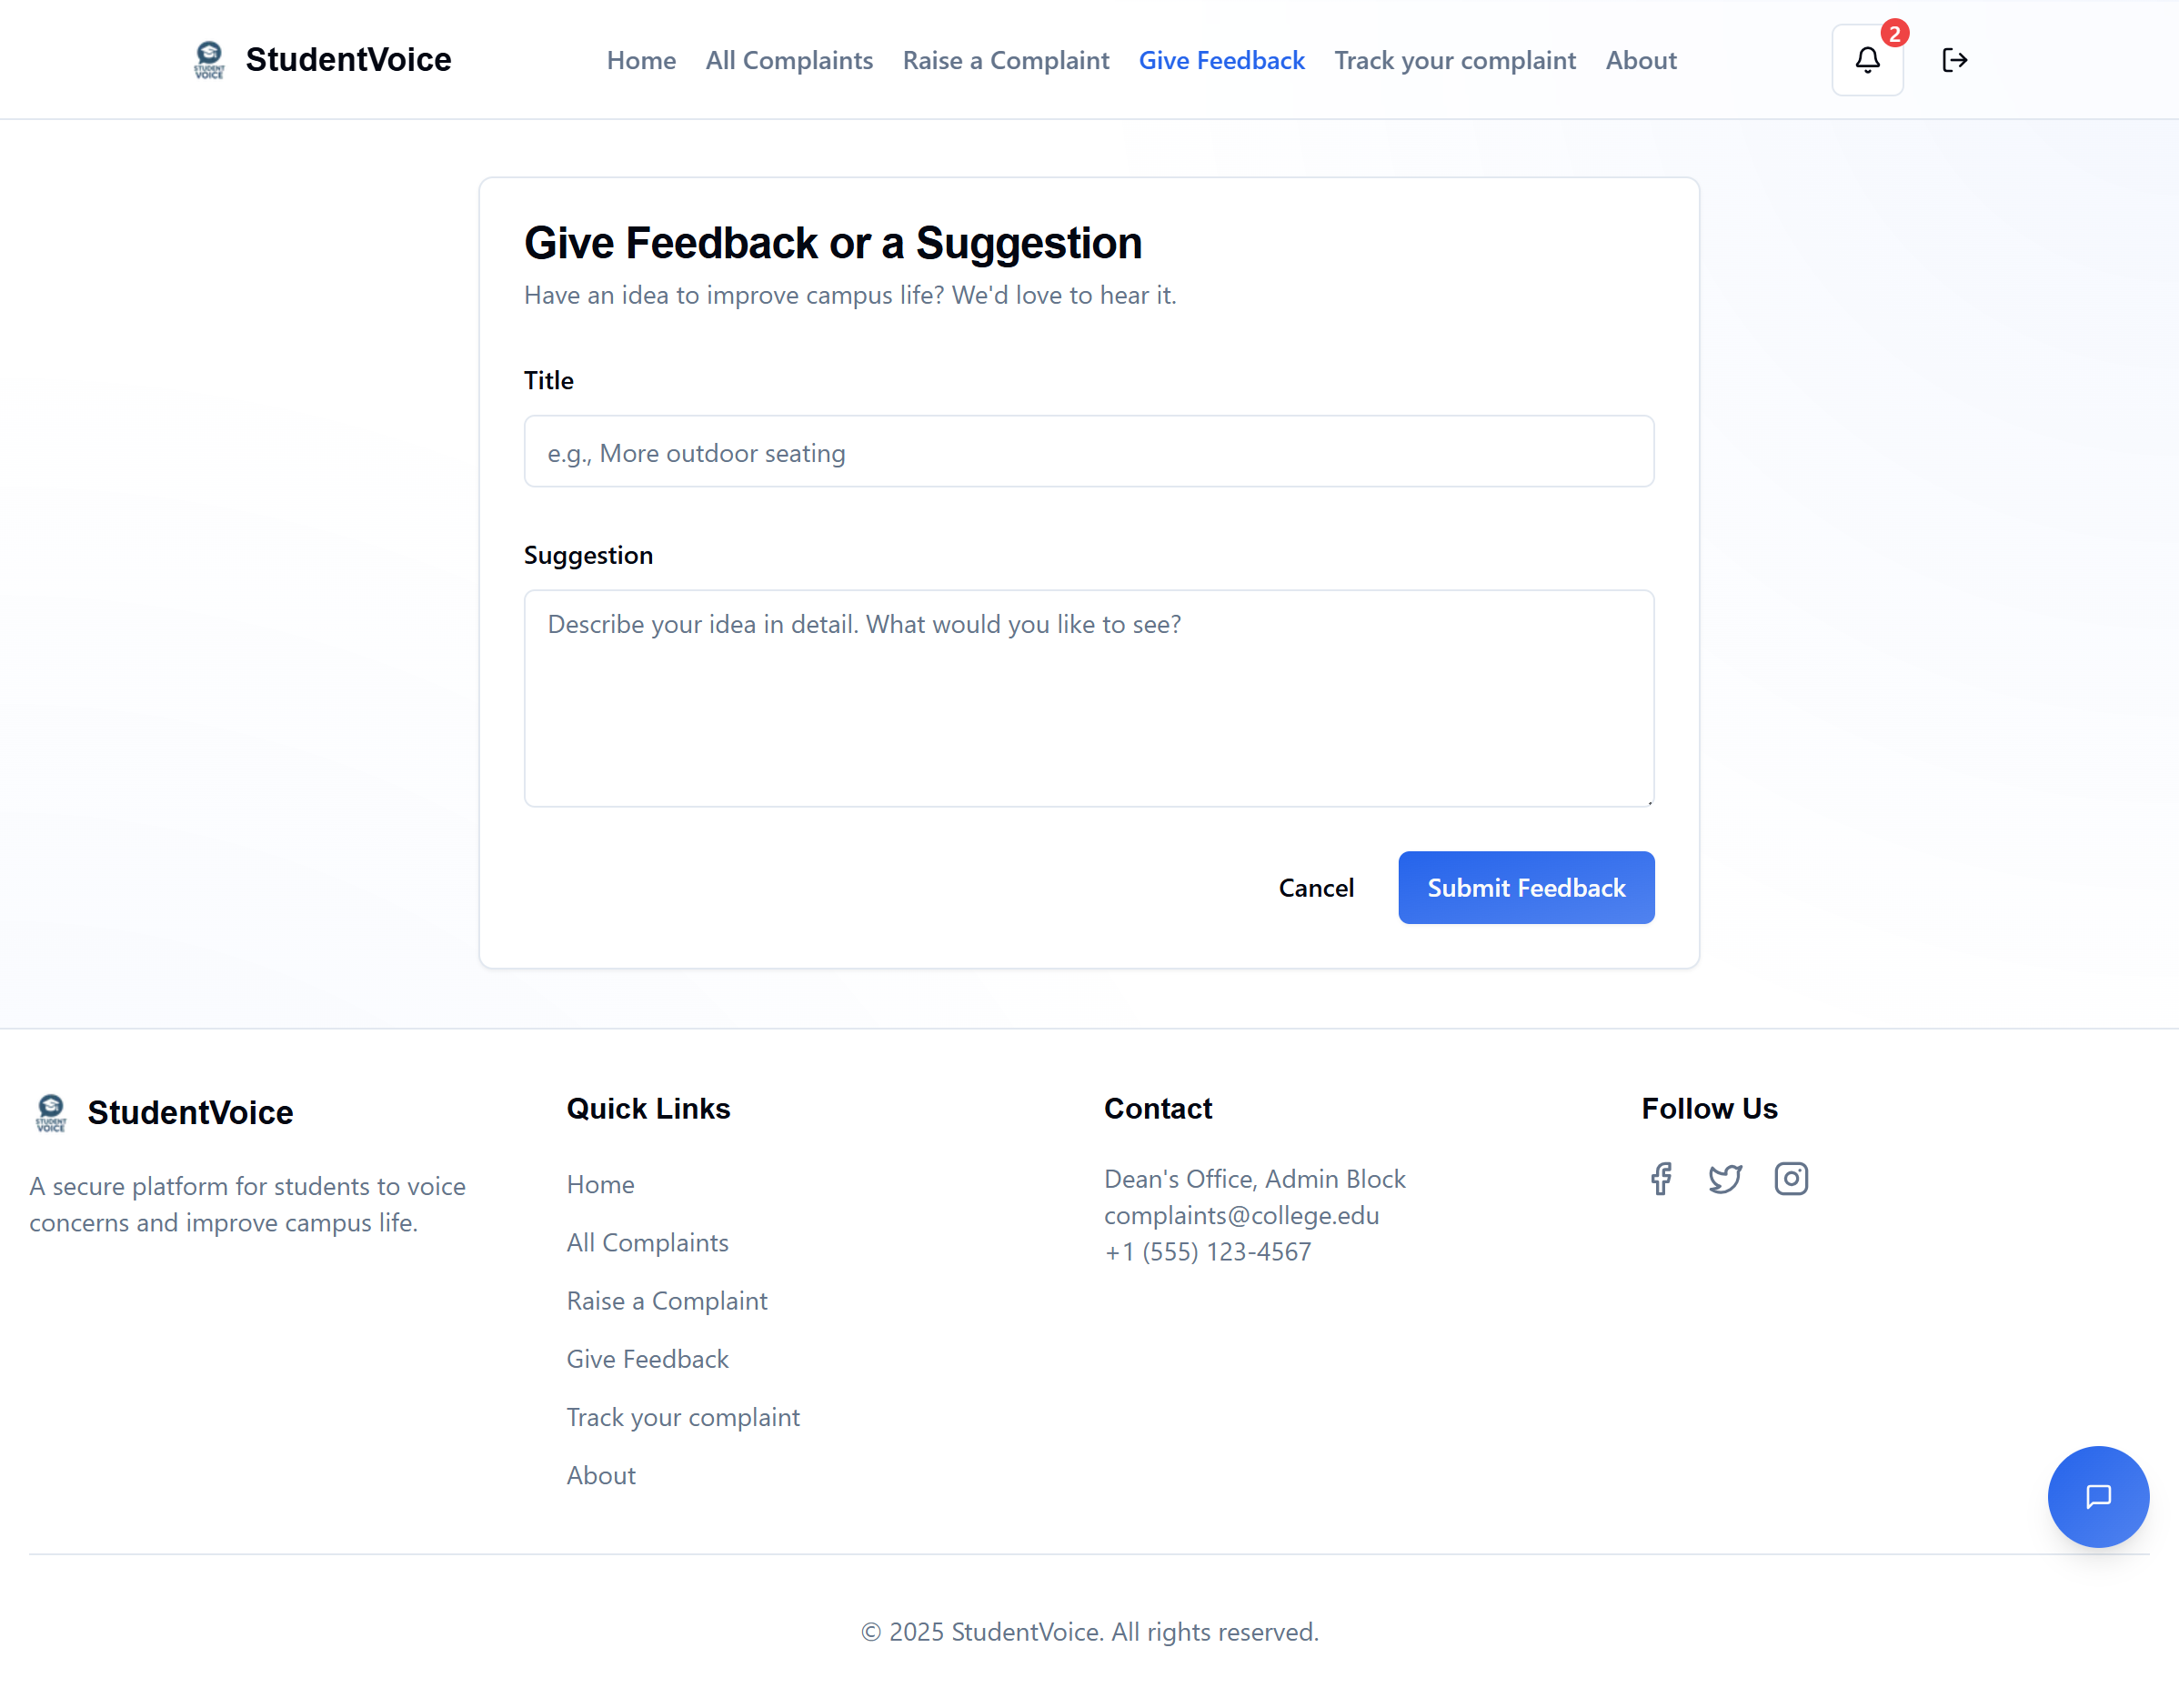 STUDENT
VOICE
StudentVoice
Home
All Complaints
Raise a Complaint
Give Feedback
Track your complaint
About
2
Give Feedback or a Suggestion
Have an idea to improve campus life? We'd love to hear it.
Title
e.g., More outdoor seating
Suggestion
Describe your idea in detail. What would you like to see?
Cancel
Submit Feedback
STUDENT
VOICE
StudentVoice
A secure platform for students to voice
concerns and improve campus life.
Quick Links
Home
All Complaints
Raise a Complaint
Give Feedback
Track your complaint
About
Contact
Dean's Office, Admin Block
complaints@college.edu
+1 (555) 123-4567
Follow Us
© 2025 StudentVoice. All rights reserved.